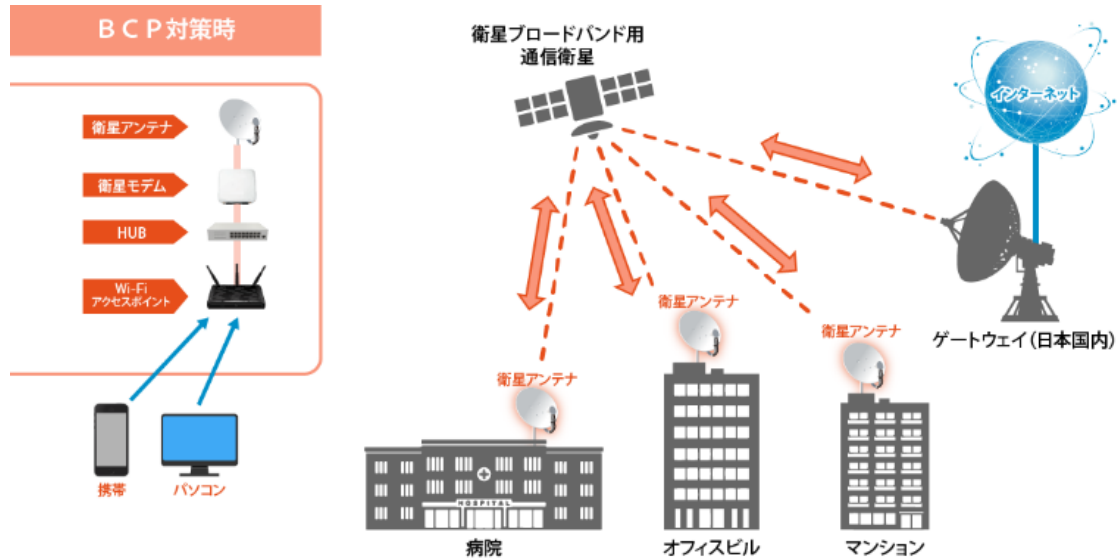 BCP対策時
衛星アンテナ
衛星モデム
HUB
Wi-Fi
アクセスポイント
携帯
パソコン
衛星ブロードバンド用
通信衛星
インターネット
ゲートウェイ(日本国内)
衛星アンテナ
衛星アンテナ
衛星アンテナ
HOSPITAL
病院
オフィスビル
マンション